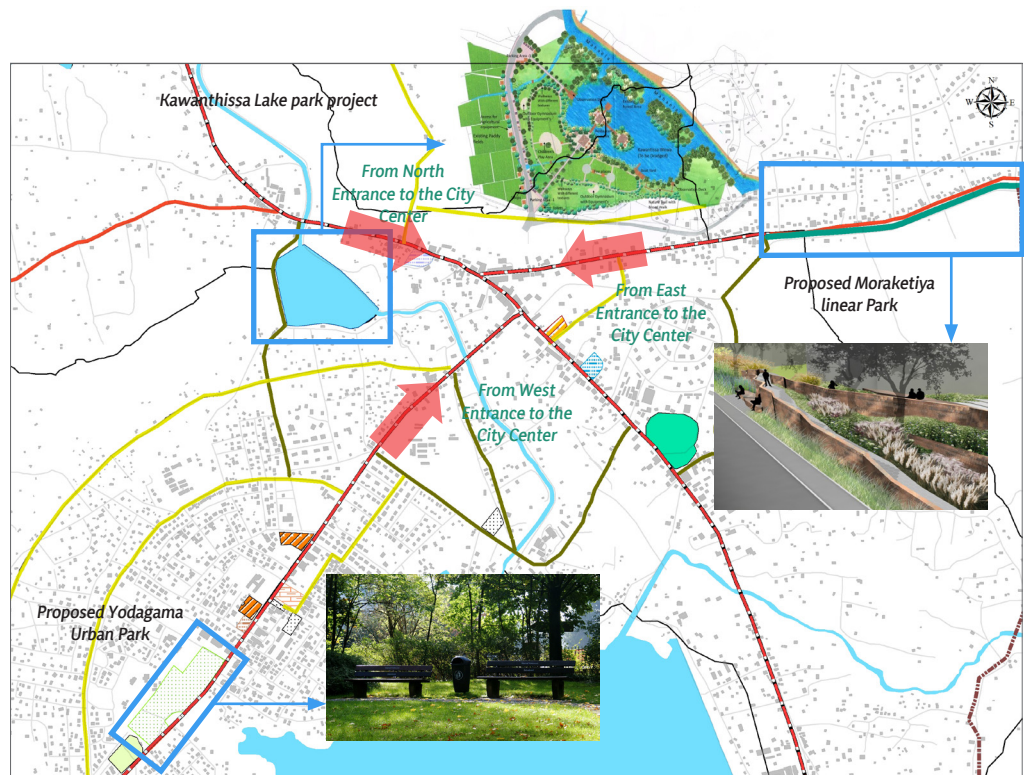 Kawanthissa Lake park project
From North
Entrance to the City
Center
N
W
E
S
From East
Entrance to the
City Center
Proposed Moraketiya
linear Park
From West
Entrance to the
City Center
Proposed Yodagama
Urban Park